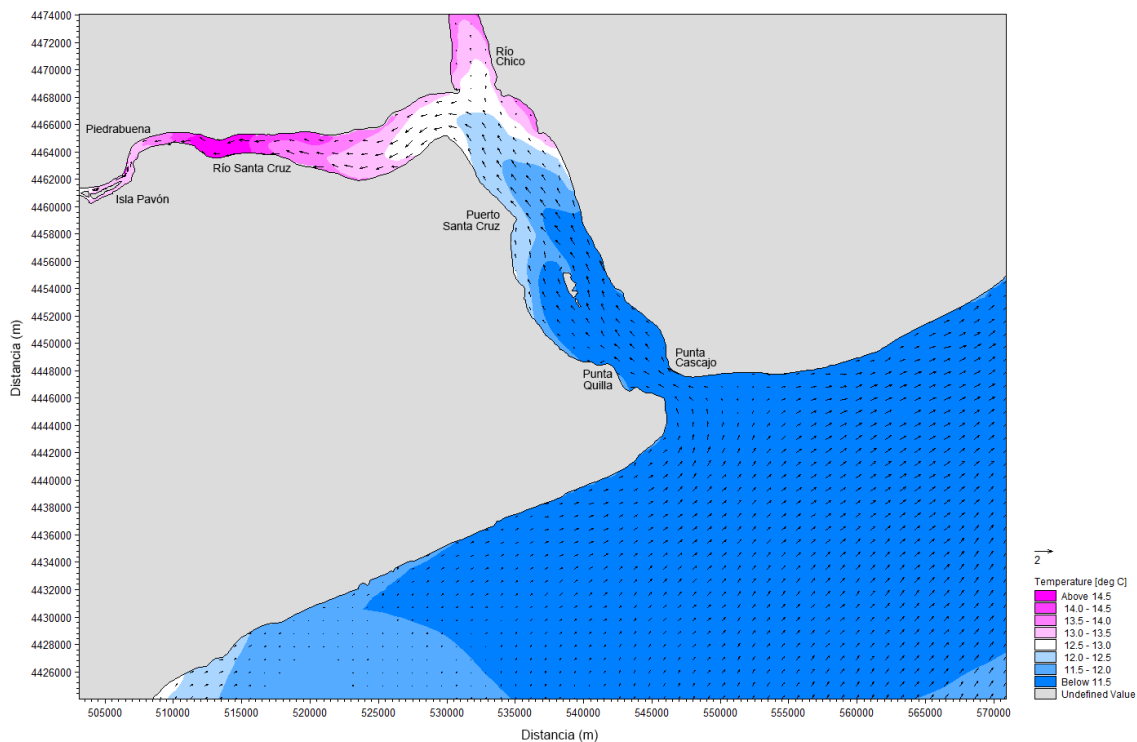 4474000
4472000
4470000
4468000
4466000
4464000
4462000
4460000
4458000
4456000
4454000
4452000
4450000
4448000
4446000
4444000
4442000
4440000
4438000
4436000
4434000
4432000
4430000
4428000
4426000
Distancia (m)
Río
Chico
Piedrabuena
Río Santa Cruz
Isla Pavón
Puerto
Santa Cruz
Punta
Cascajo
Punta
Quilla
505000 510000 515000 520000 525000 530000 535000 540000 545000 550000 555000 560000 565000 570000
Distancia (m)
2
Temperature [deg C]
Above 14.5
14.0 - 14.5
13.5 - 14.0
13.0 - 13.5
12.5 - 13.0
12.0 - 12.5
11.5 - 12.0
Below 11.5
Undefined Value